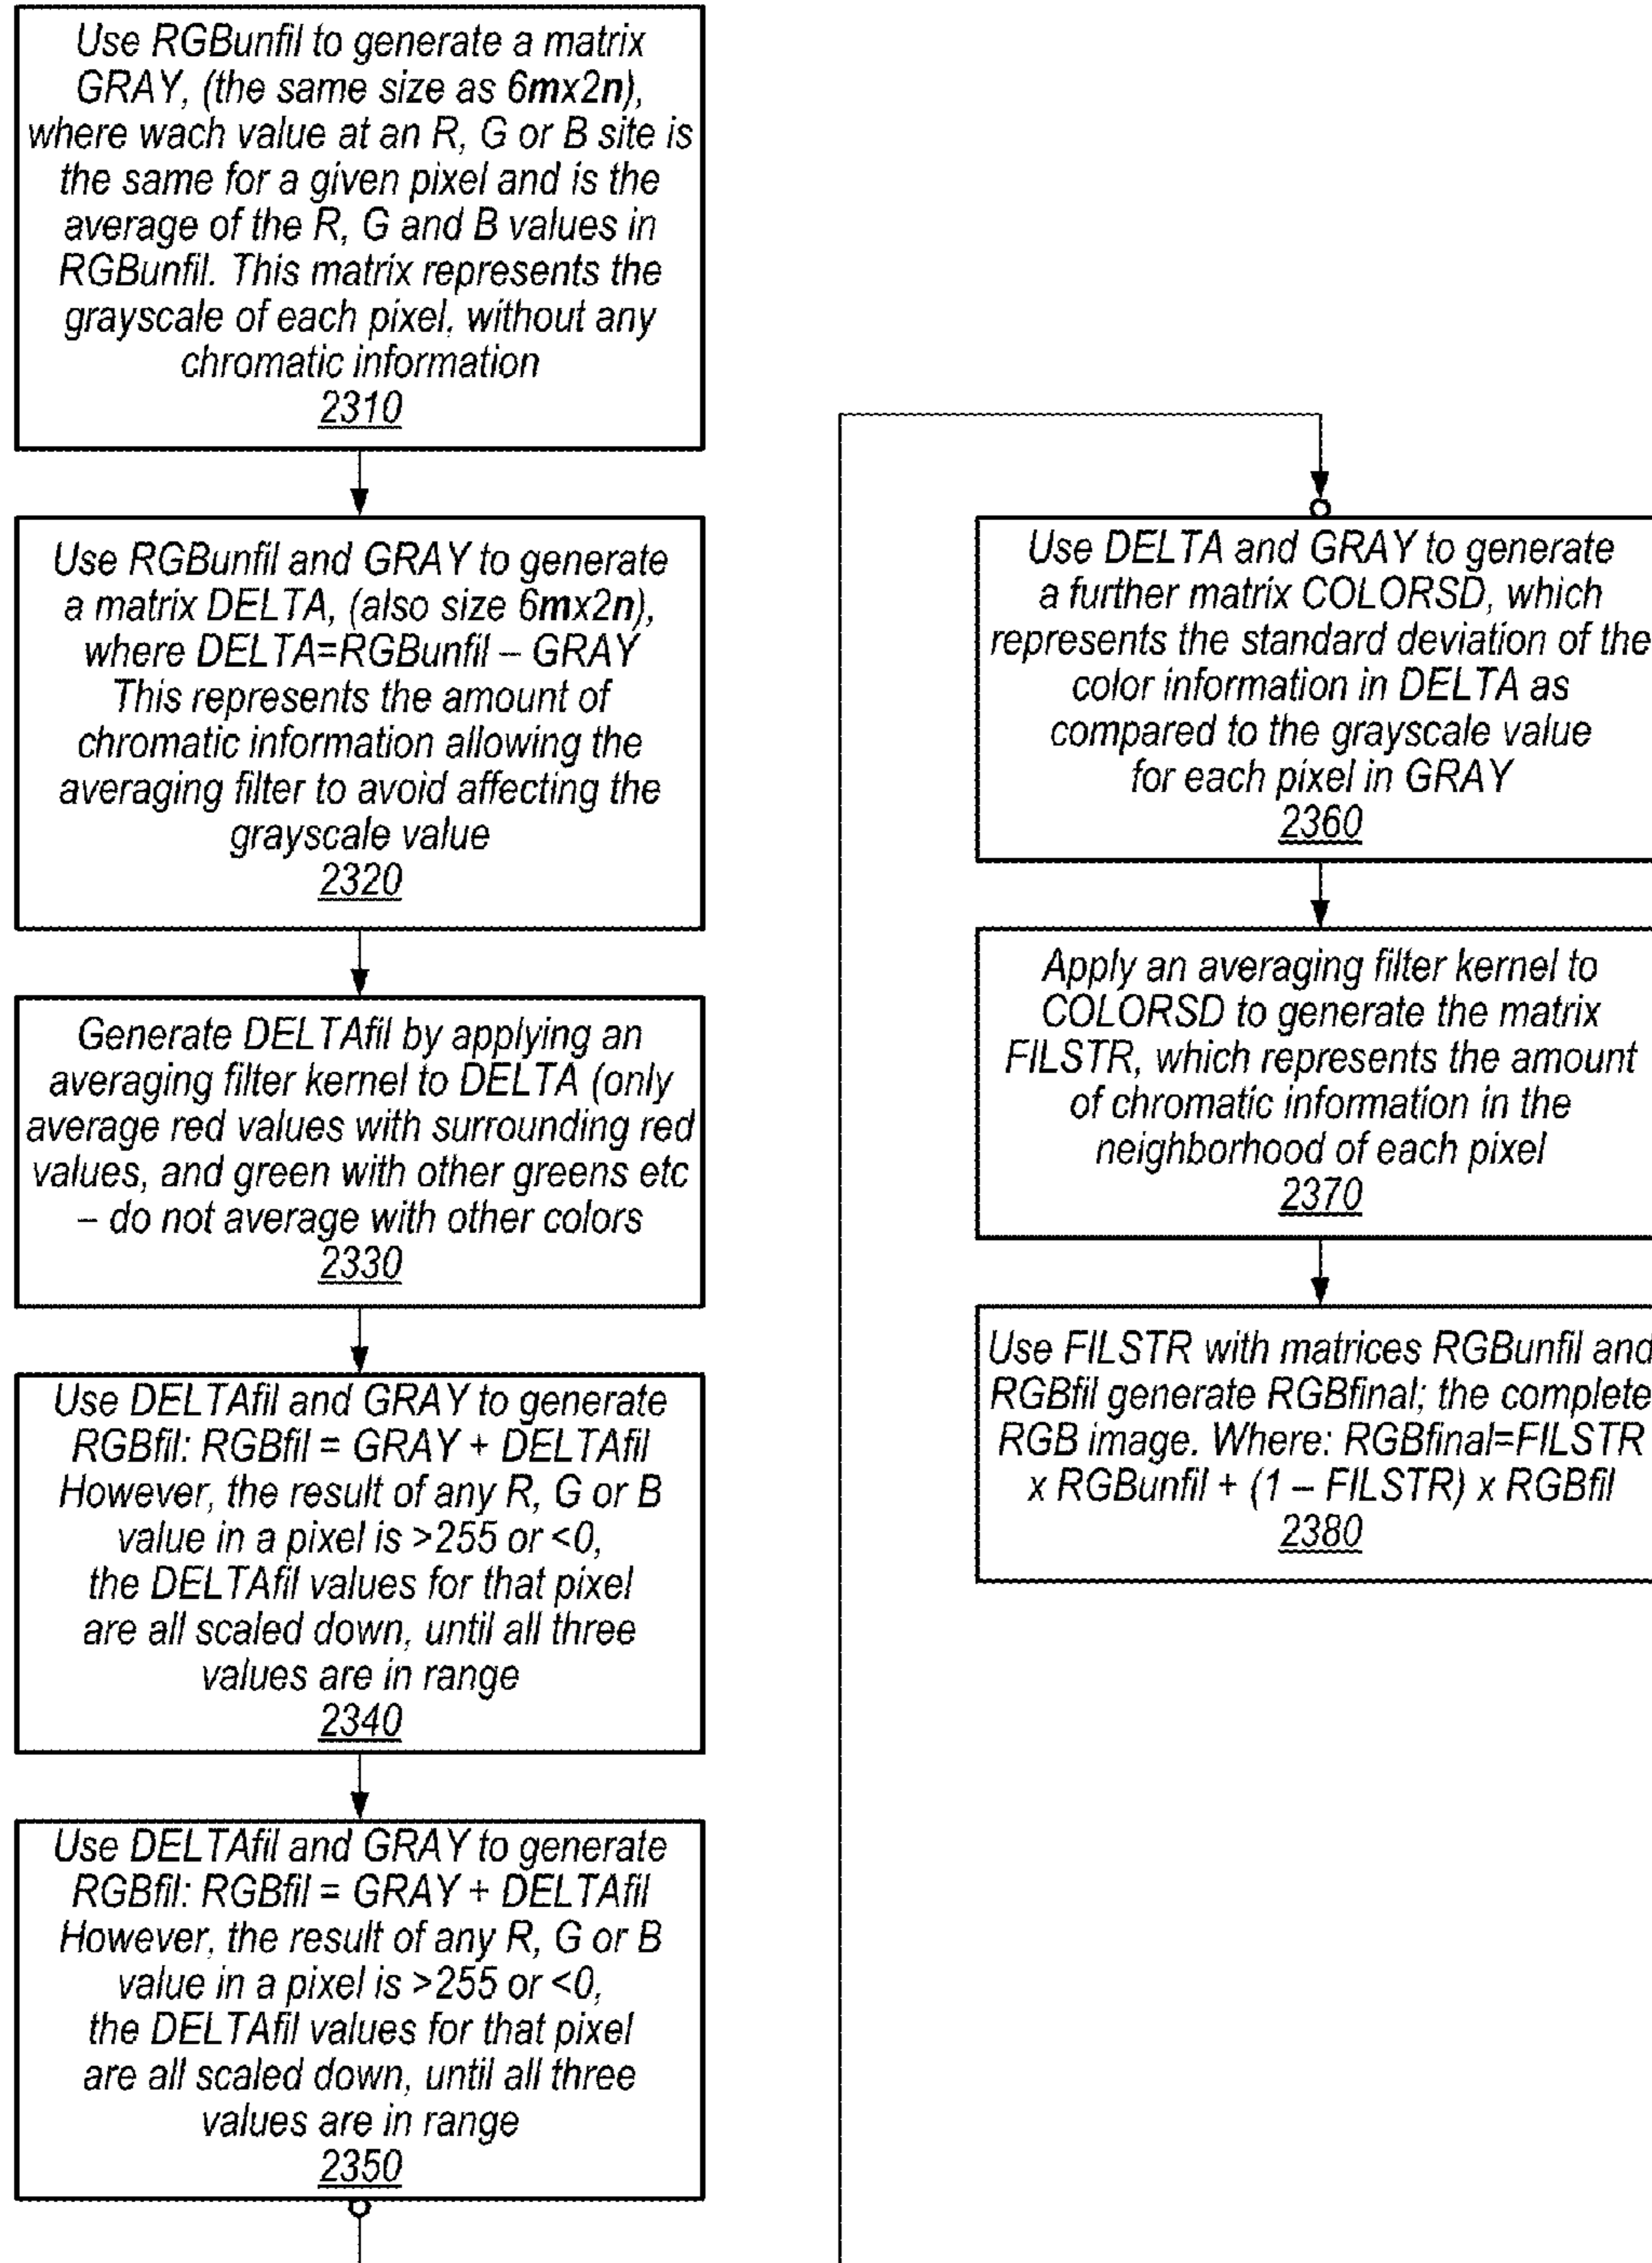 Use RGBunfil to generate a matrix
GRAY, (the same size as 6mx2n),
where wach value at an R, G or B site is
the same for a given pixel and is the
average of the R, G and B values in
RGBunfil. This matrix represents the
grayscale of each pixel, without any
chromatic information
2310
Use RGBunfil and GRAY to generate
a matrix DELTA, (also size 6mx2n),
where DELTA=RGBunfil – GRAY
This represents the amount of
chromatic information allowing the
averaging filter to avoid affecting the
grayscale value
2320
Generate DELTAfil by applying an
averaging filter kernel to DELTA (only
average red values with surrounding red
values, and green with other greens etc
– do not average with other colors
2330
Use DELTAfil and GRAY to generate
RGBfil: RGBfil = GRAY + DELTAfil
However, the result of any R, G or B
value in a pixel is >255 or <0,
the DELTAfil values for that pixel
are all scaled down, until all three
values are in range
2340
Use DELTAfil and GRAY to generate
RGBfil: RGBfil = GRAY + DELTAfil
However, the result of any R, G or B
value in a pixel is >255 or <0,
the DELTAfil values for that pixel
are all scaled down, until all three
values are in range
2350
Use DELTA and GRAY to generate
a further matrix COLORSD, which
represents the standard deviation of the
color information in DELTA as
compared to the grayscale value
for each pixel in GRAY
2360
Apply an averaging filter kernel to
COLORSD to generate the matrix
FILSTR, which represents the amount
of chromatic information in the
neighborhood of each pixel
2370
Use FILSTR with matrices RGBunfil and
RGBfil generate RGBfinal; the complete
RGB image. Where: RGBfinal=FILSTR
x RGBunfil + (1 – FILSTR) x RGBfil
2380